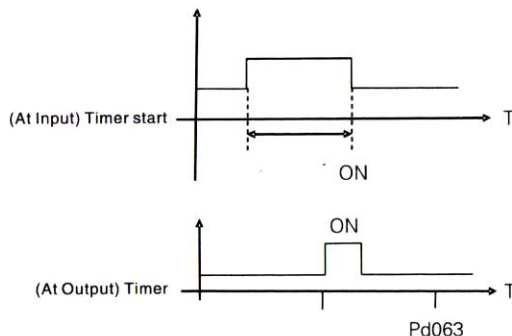 (At Input) Timer start
T
ON
ON
(At Output) Timer
T
Pd063